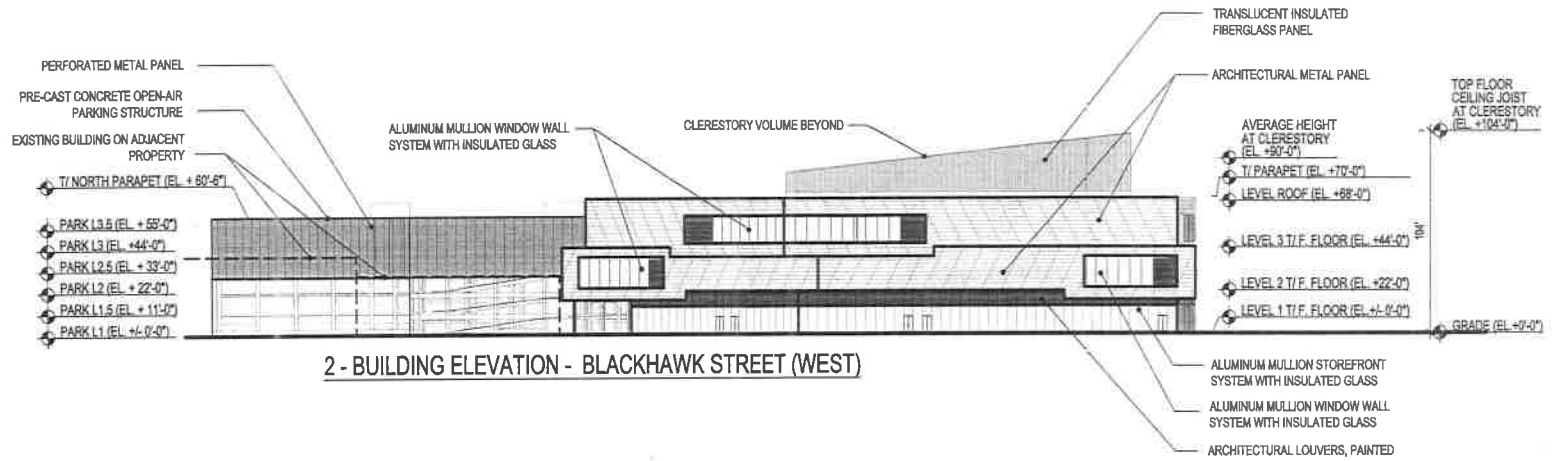 TRANSLUCENT INSULATED
FIBERGLASS PANEL
PERFORATED METAL PANEL
ARCHITECTURAL METAL PANEL
PRE-CAST CONCRETE OPEN-AIR
PARKING STRUCTURE
TOP FLOOR
CEILING JOIST
AT CLERESTORY
(EL. +104'-0")
EXISTING BUILDING ON ADJACENT
PROPERTY
ALUMINUM MULLION WINDOW WALL
SYSTEM WITH INSULATED GLASS
CLERESTORY VOLUME BEYOND
AVERAGE HEIGHT
AT CLERESTORY
(EL. +90'-0")
T/ NORTH PARAPET (EL. + 60'-6")
T/ PARAPET (EL. +70'-0")
LEVEL ROOF (EL. +68'-0")
PARK L3.5 (EL. + 55'-0")
PARK L3 (EL. +44'-0")
PARK L2.5 (EL. + 33'-0")
PARK L2 (EL. + 22'-0")
PARK L1.5 (EL. + 11'-0")
PARK L1 (EL. +/- 0'-0")
LEVEL 3 T/ F. FLOOR (EL. +44'-0")
104'
LEVEL 2 T/ F. FLOOR (EL. +22'-0")
LEVEL 1 T/ F. FLOOR (EL. +/- 0'-0")
GRADE (EL. +0'-0")
2 - BUILDING ELEVATION - BLACKHAWK STREET (WEST)
ALUMINUM MULLION STOREFRONT
SYSTEM WITH INSULATED GLASS
ALUMINUM MULLION WINDOW WALL
SYSTEM WITH INSULATED GLASS
ARCHITECTURAL LOUVERS, PAINTED